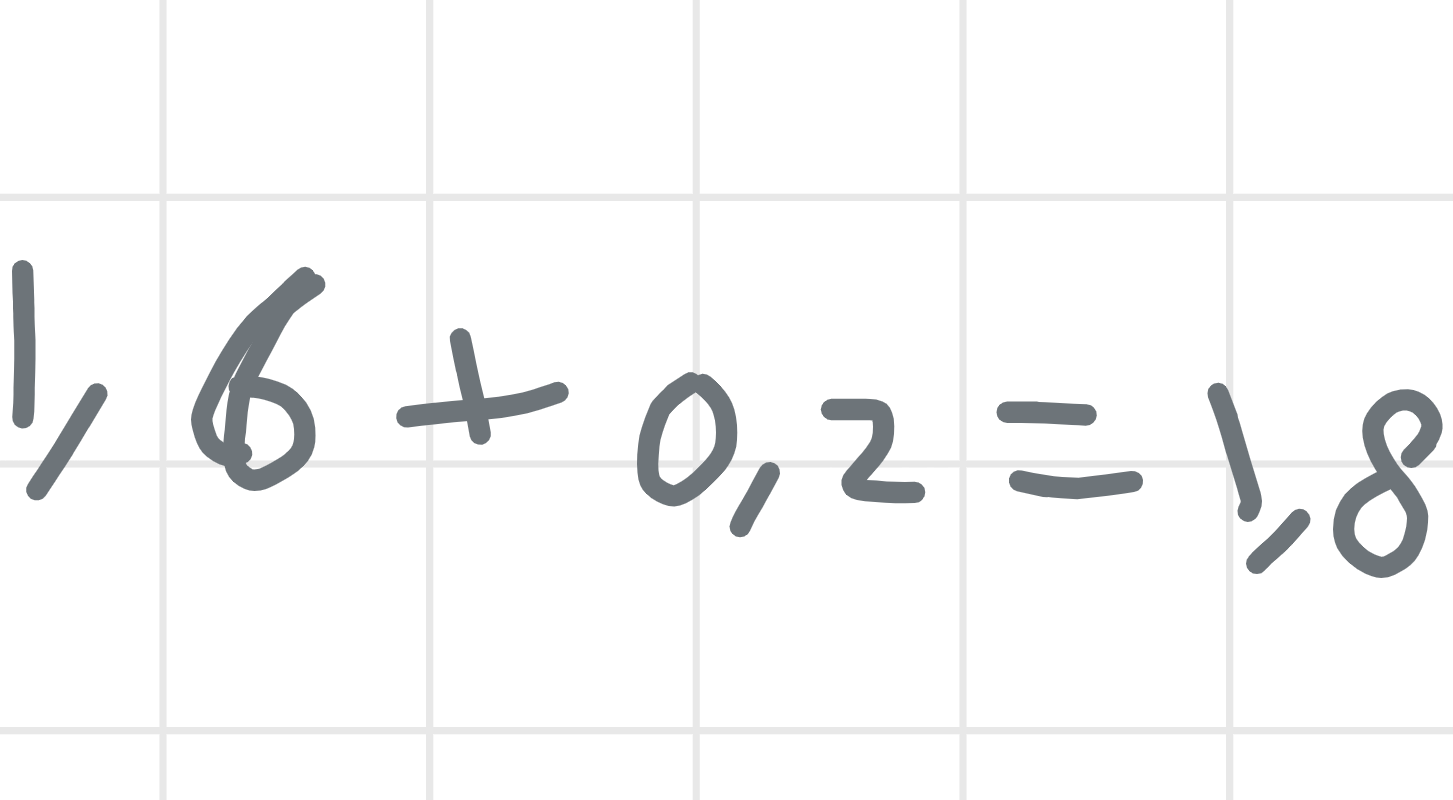 1,6 + 0,2 = 1,8